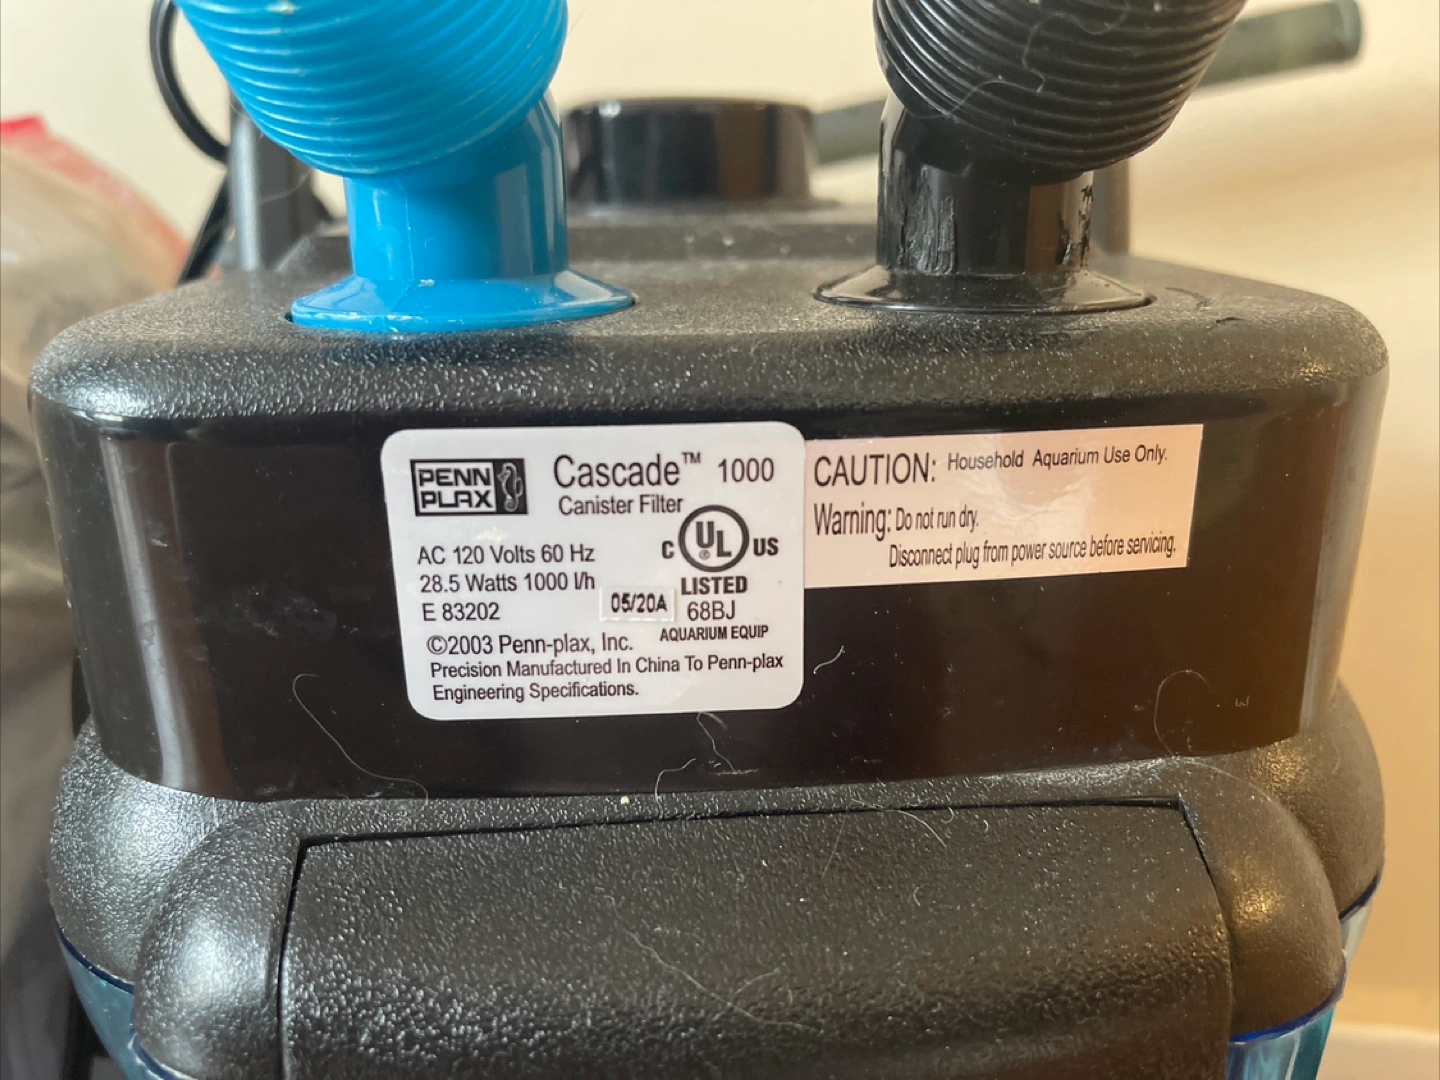 PENN
PLAX
Cascade™ 1000
Canister Filter
AC 120 Volts 60 Hz
28.5 Watts 1000 l/h
E 83202
C UL US
®
LISTED
05/20A
68BJ
AQUARIUM EQUIP
©2003 Penn-plax, Inc.
Precision Manufactured In China To Penn-plax
Engineering Specifications.
CAUTION: Household Aquarium Use Only.
Warning: Do not run dry.
Disconnect plug from power source before servicing.